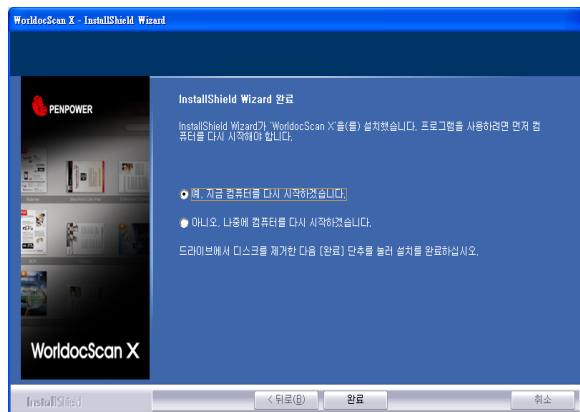 WorldocScan X - InstallShield Wizard
PENPOWER
InstallShield Wizard 완료
InstallShield Wizard가 'WorldocScan X'을(를) 설치했습니다. 프로그램을 사용하려면 먼저 컴
퓨터를 다시 시작해야 합니다.
예, 지금 컴퓨터를 다시 시작하겠습니다.
아니오, 나중에 컴퓨터를 다시 시작하겠습니다.
드라이브에서 디스크를 제거한 다음 [완료] 단추를 눌러 설치를 완료하십시오.
WorldocScan X
InstallShield
< 뒤로(B)
완료
취소